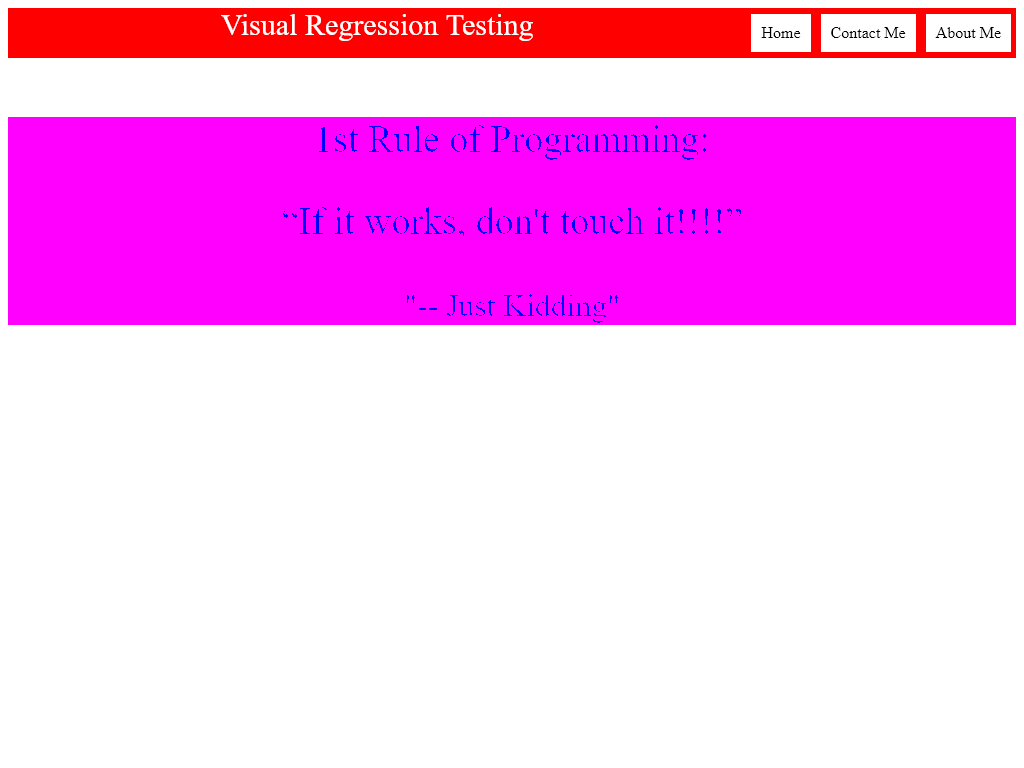 Visual Regression Testing
Home
Contact Me
About Me
1st Rule of Programming:
“If it works, don't touch it!!!!”
"-- Just Kidding"